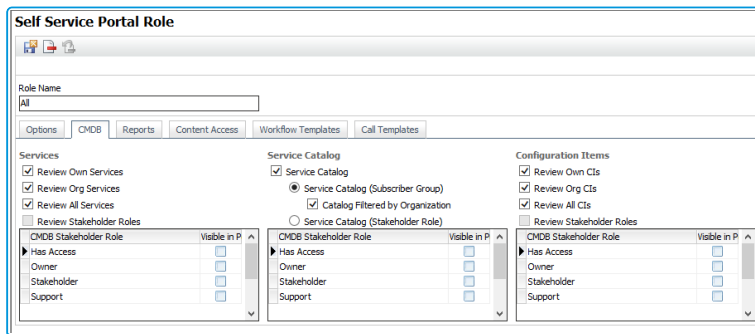 Self Service Portal Role
Role Name
All
Options CMDB Reports Content Access Workflow Templates Call Templates
Services Service Catalog Configuration Items
Review Own Services Service Catalog Review Own CIs
Review Org Services Service Catalog (Subscriber Group) Review Org CIs
Review All Services Catalog Filtered by Organization Review All CIs
Review Stakeholder Roles Service Catalog (Stakeholder Role) Review Stakeholder Roles
CMDB Stakeholder Role Visible in P CMDB Stakeholder Role Visible in P CMDB Stakeholder Role Visible in P
Has Access Has Access Has Access
Owner Owner Owner
Stakeholder Stakeholder Stakeholder
Support Support Support